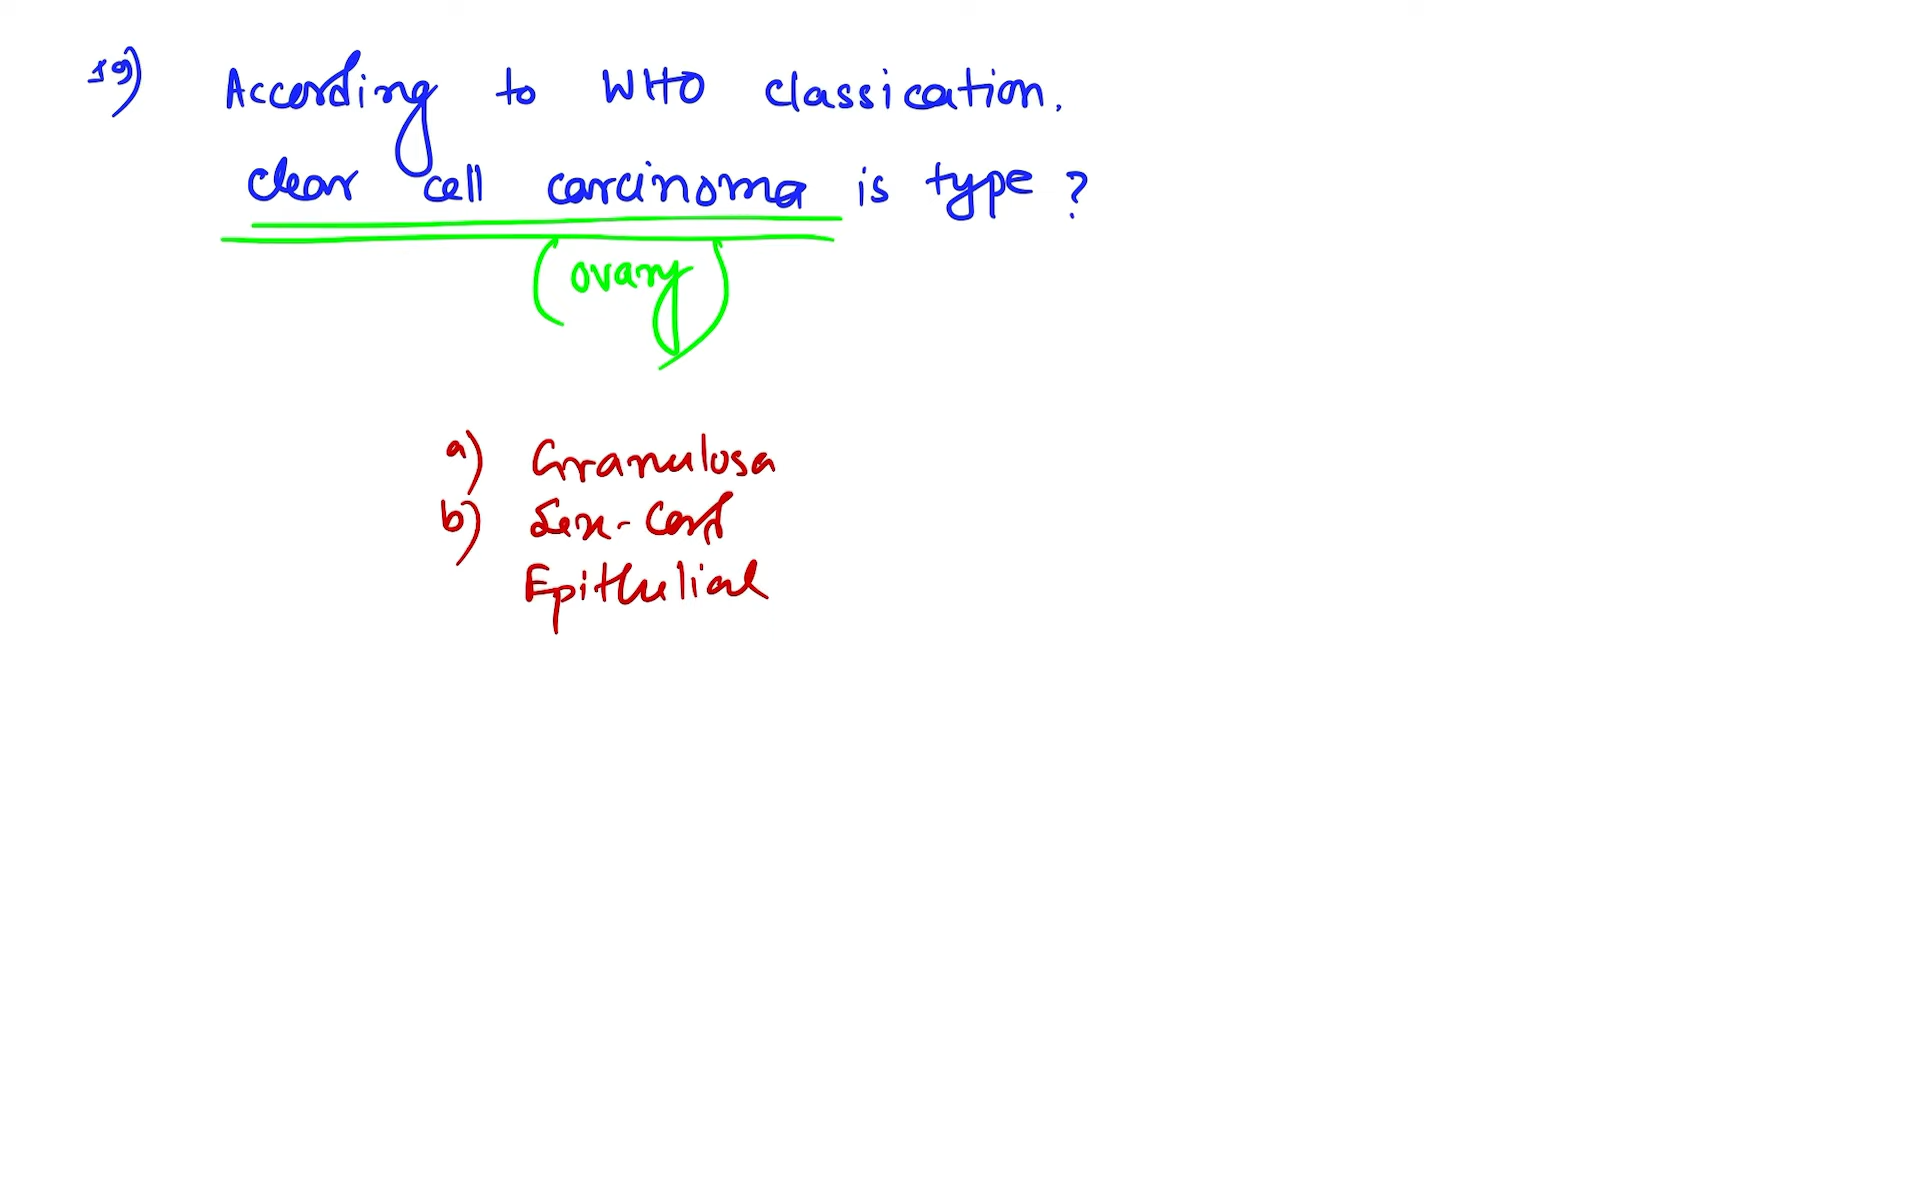 19) According to WHO classication.
clear cell carcinoma is type ?
(ovary)
a) Granulosa
b) Sex-Cord
Epithelial